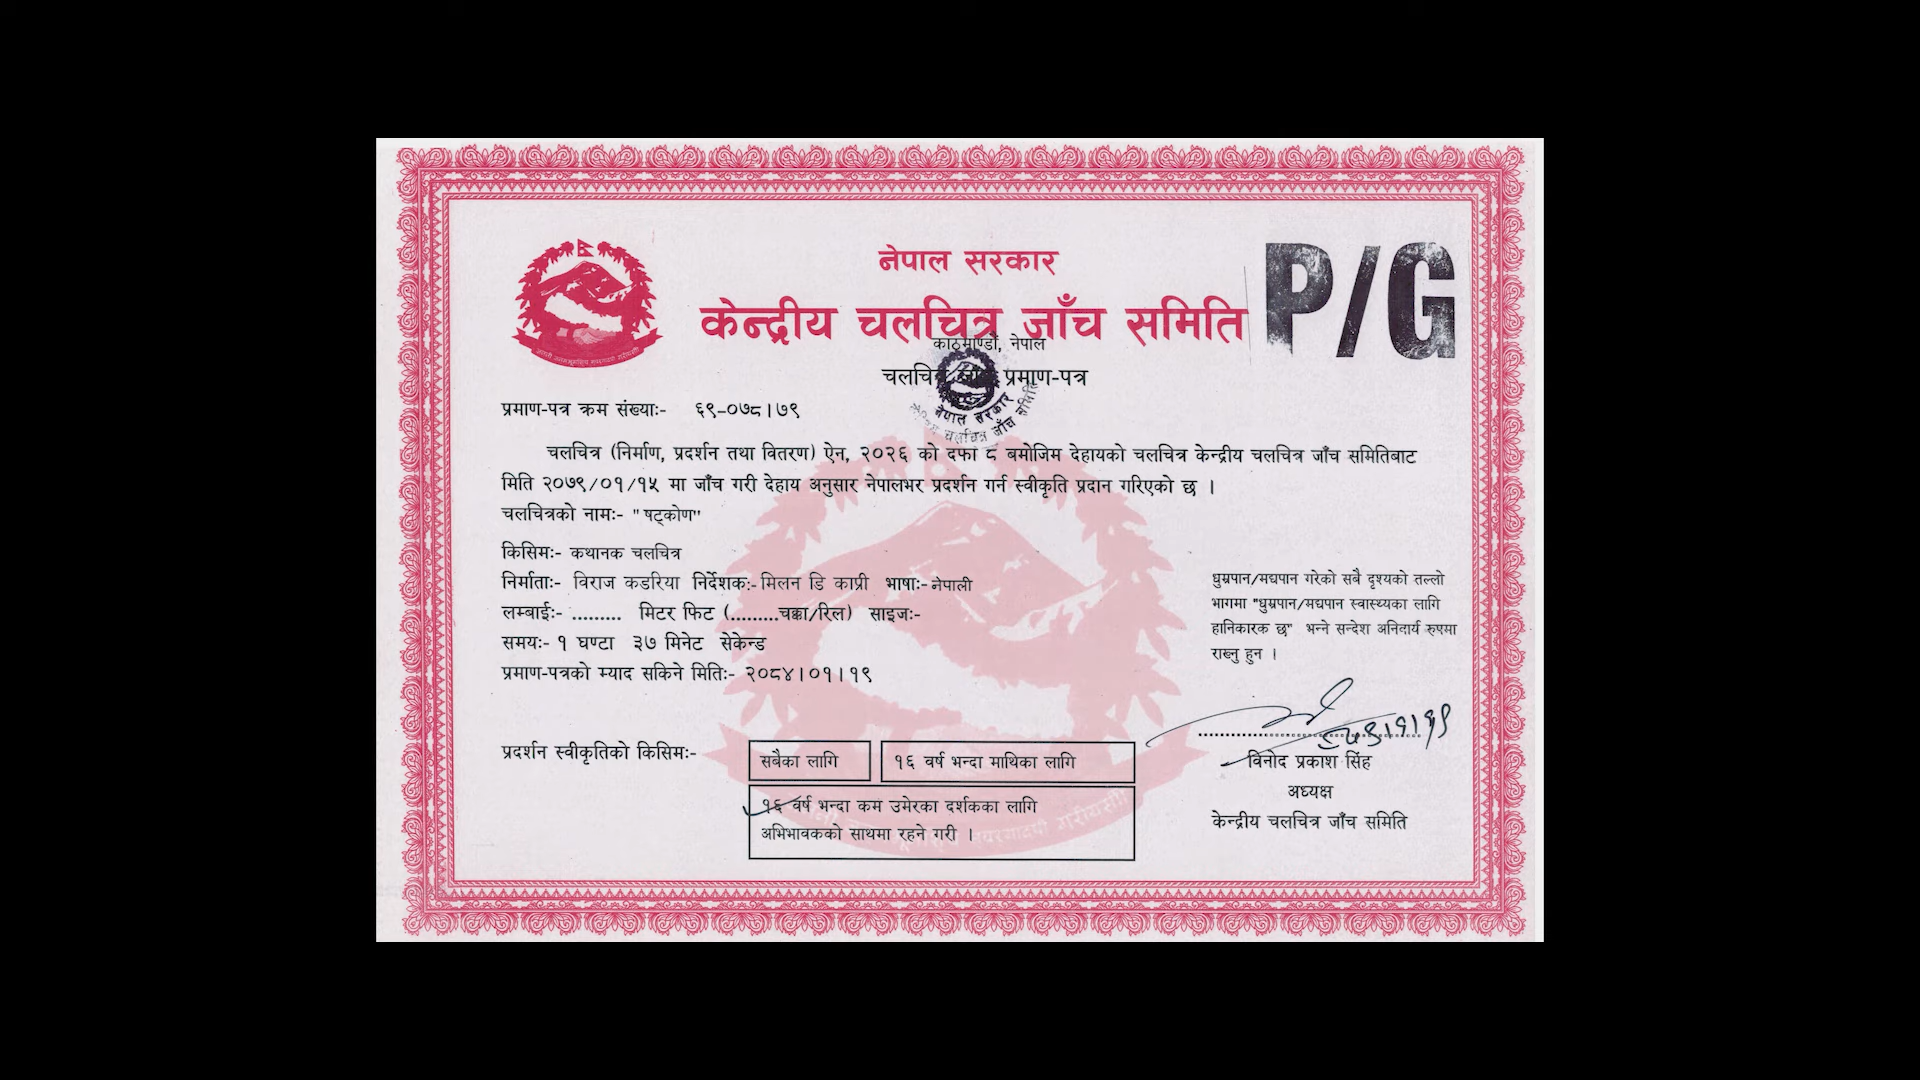 नेपाल सरकार
केन्द्रीय चलचित्र जाँच समिति
P/G
काठमाण्डौं, नेपाल
चलचित्र जाँच प्रमाण-पत्र
नेपाल सरकार
चलचित्र जाँच समिति
प्रमाण-पत्र क्रम संख्याः- ६९-०७८।७९
चलचित्र (निर्माण, प्रदर्शन तथा वितरण) ऐन, २०२६ को दफा ८ बमोजिम देहायको चलचित्र केन्द्रीय चलचित्र जाँच समितिबाट
मिति २०७९/०१/१५ मा जाँच गरी देहाय अनुसार नेपालभर प्रदर्शन गर्न स्वीकृति प्रदान गरिएको छ ।
चलचित्रको नामः- "षट्कोण"
किसिमः- कथानक चलचित्र
निर्माताः- विराज कडरिया निर्देशकः- मिलन डि काप्री भाषाः- नेपाली
लम्बाईः- ......... मिटर फिट (.........चक्का/रिल) साइजः-
समयः- १ घण्टा ३७ मिनेट सेकेन्ड
प्रमाण-पत्रको म्याद सकिने मितिः- २०८४।०१।१९
धुम्रपान/मद्यपान गरेको सबै दृश्यको तल्लो
भागमा "धुम्रपान/मद्यपान स्वास्थ्यका लागि
हानिकारक छ" भन्ने सन्देश अनिवार्य रुपमा
राख्नु हुन ।
प्रदर्शन स्वीकृतिको किसिमः-
सबैका लागि
१६ वर्ष भन्दा माथिका लागि
१६ वर्ष भन्दा कम उमेरका दर्शकका लागि
अभिभावकको साथमा रहने गरी ।
विनोद प्रकाश सिंह
अध्यक्ष
केन्द्रीय चलचित्र जाँच समिति